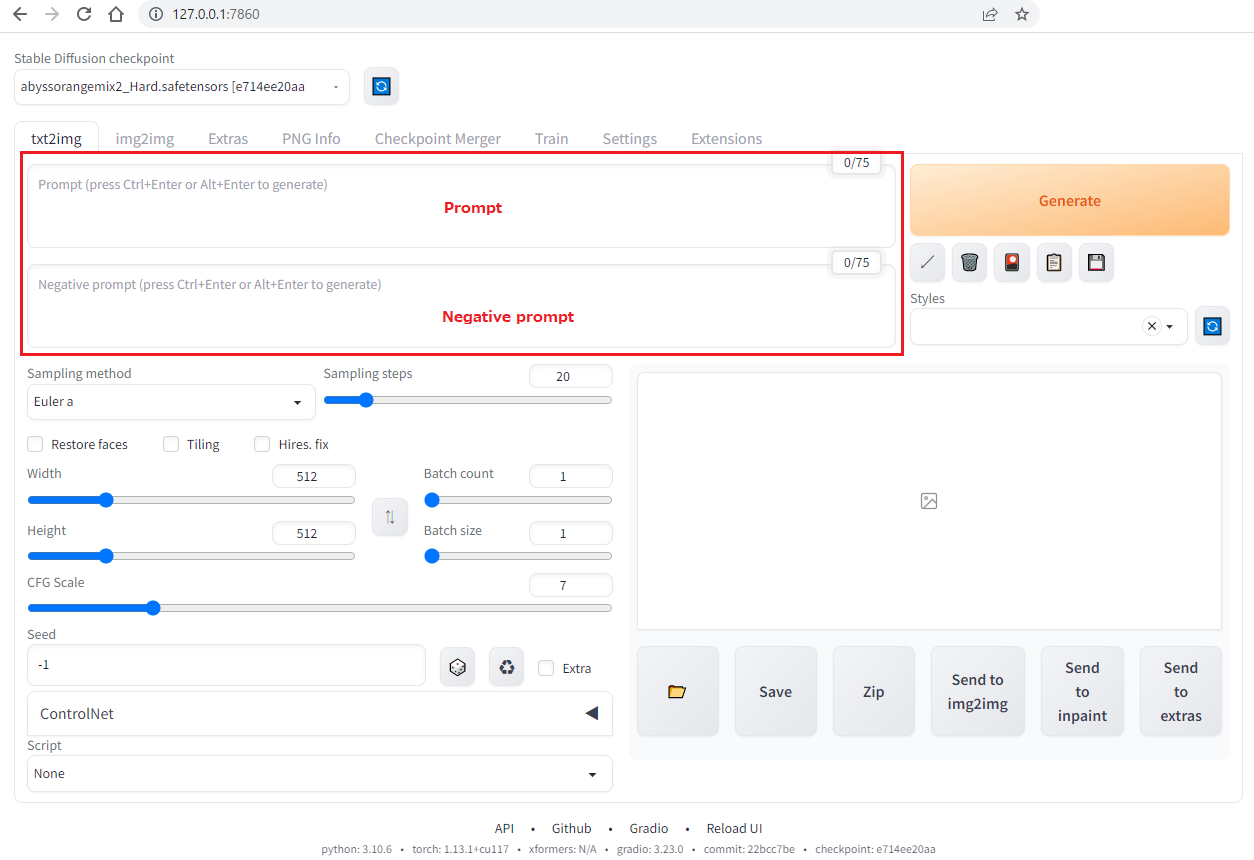 127.0.0.1:7860
Stable Diffusion checkpoint
abyssorangemix2_Hard.safetensors [e714ee20aa
txt2img img2img Extras PNG Info Checkpoint Merger Train Settings Extensions
0/75
Prompt (press Ctrl+Enter or Alt+Enter to generate)
Prompt
Generate
0/75
Negative prompt (press Ctrl+Enter or Alt+Enter to generate)
Negative prompt
Styles
Sampling method
Euler a
Sampling steps
20
Restore faces Tiling Hires. fix
Width
512
Batch count
1
Height
512
Batch size
1
CFG Scale
7
Seed
-1
Extra
ControlNet
Script
None
Save
Zip
Send to
img2img
Send
to
inpaint
Send
to
extras
API • Github • Gradio • Reload UI
python: 3.10.6 • torch: 1.13.1+cu117 • xformers: N/A • gradio: 3.23.0 • commit: 22bcc7be • checkpoint: e714ee20aa